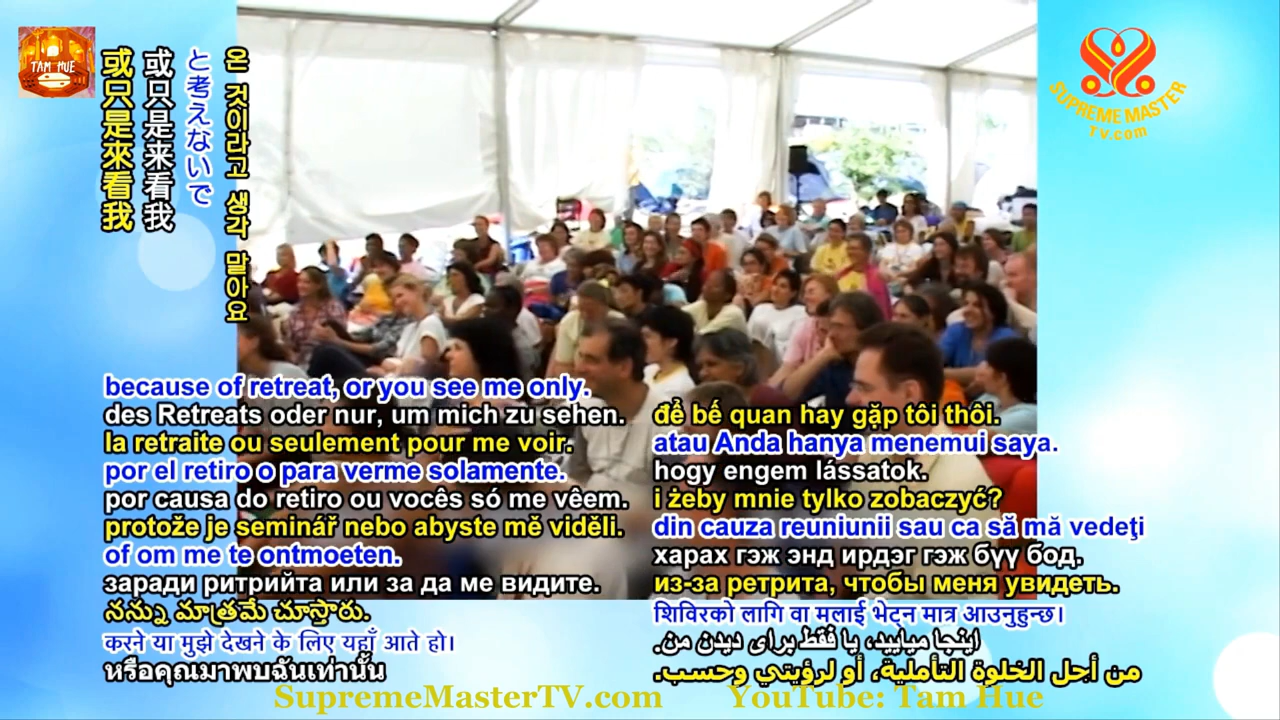 TAM HUE
SUPREME MASTER
TV.com
온 것이라고 생각 말아요
と考えないで
或只是来看我
或只是來看我
because of retreat, or you see me only.
des Retreats oder nur, um mich zu sehen.
la retraite ou seulement pour me voir.
por el retiro o para verme solamente.
por causa do retiro ou vocês só me vêem.
protože je seminář nebo abyste mě viděli.
of om me te ontmoeten.
заради ритрийта или за да ме видите.
నన్ను మాత్రమే చూస్తారు.
करने या मुझे देखने के लिए यहाँ आते हो।
หรือคุณมาพบฉันเท่านั้น
để bế quan hay gặp tôi thôi.
atau Anda hanya menemui saya.
hogy engem lássatok.
i żeby mnie tylko zobaczyć?
din cauza reuniunii sau ca să mă vedeţi
харах гэж энд ирдэг гэж бүү бод.
из-за ретрита, чтобы меня увидеть.
शिविरको लागि वा मलाई भेट्न मात्र आउनुहुन्छ।
اینجا میایید، یا فقط برای دیدن من.
من أجل الخلوة التأملية، أو لرؤيتي وحسب.
SupremeMasterTV.com YouTube: Tam Hue